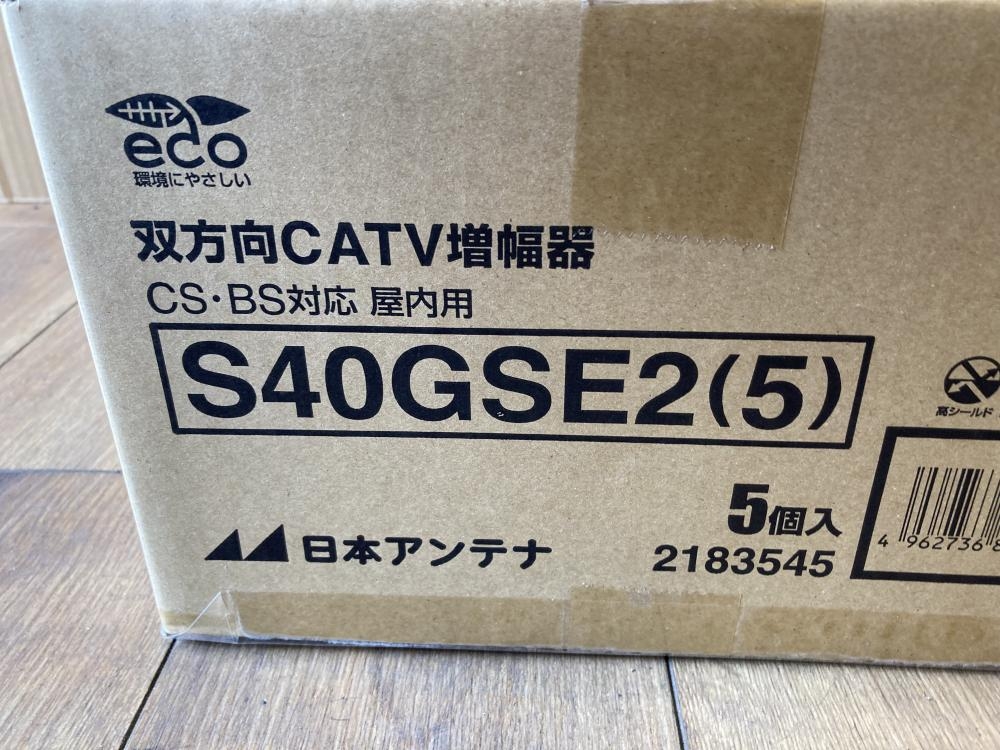 eco
環境にやさしい
双方向CATV増幅器
CS・BS対応 屋内用
S40GSE2(5)
高シールド
5個入
日本アンテナ
2183545
4 962736 8